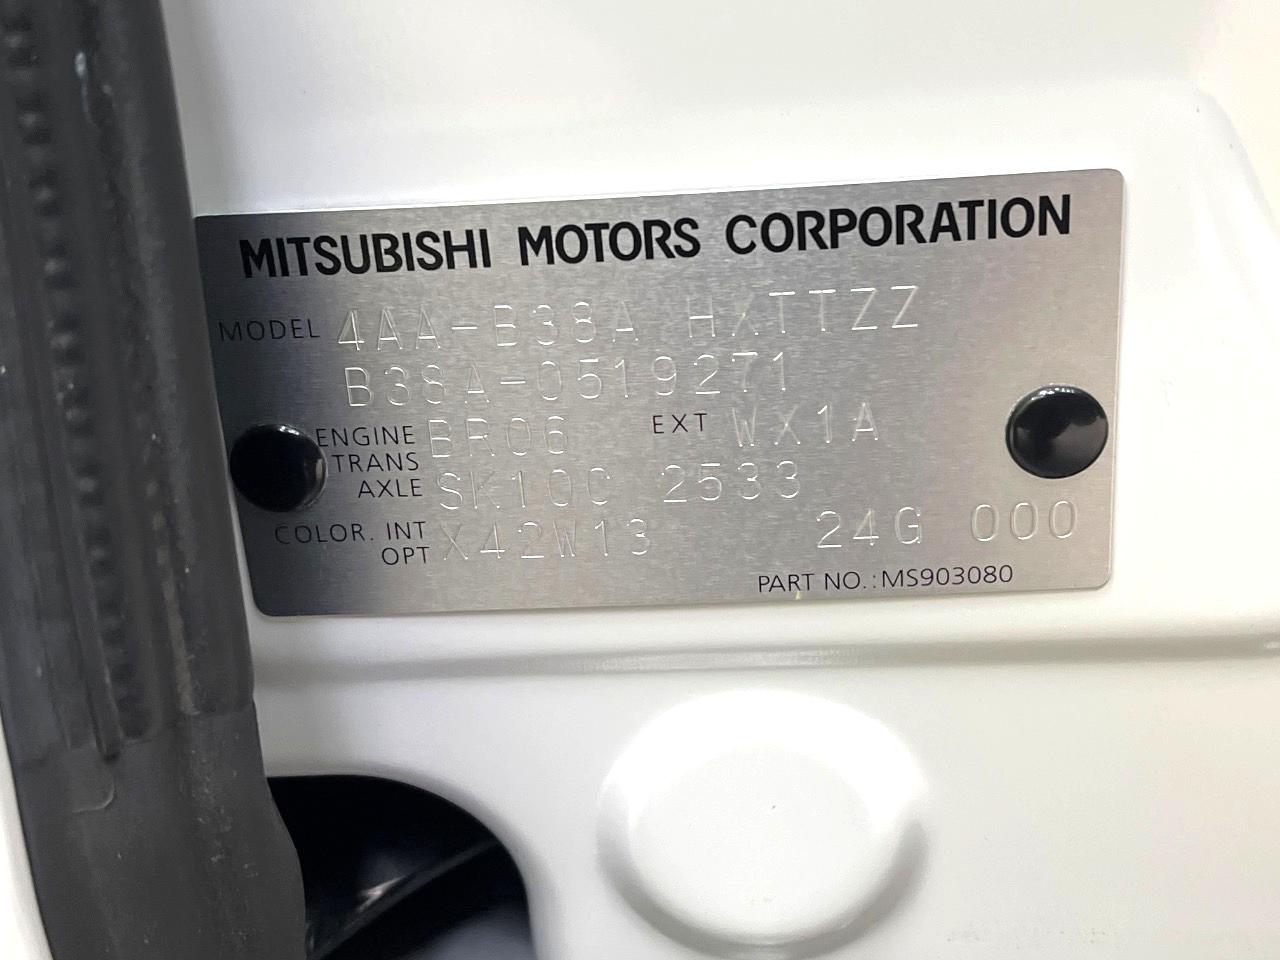 MITSUBISHI MOTORS CORPORATION
MODEL 4AA-B38A HXTTZZ
B38A-0519271
ENGINE BR06 EXT WX1A
TRANS
AXLE SK10C 2533
COLOR. INT X42W13 24G 000
OPT
PART NO.:MS903080